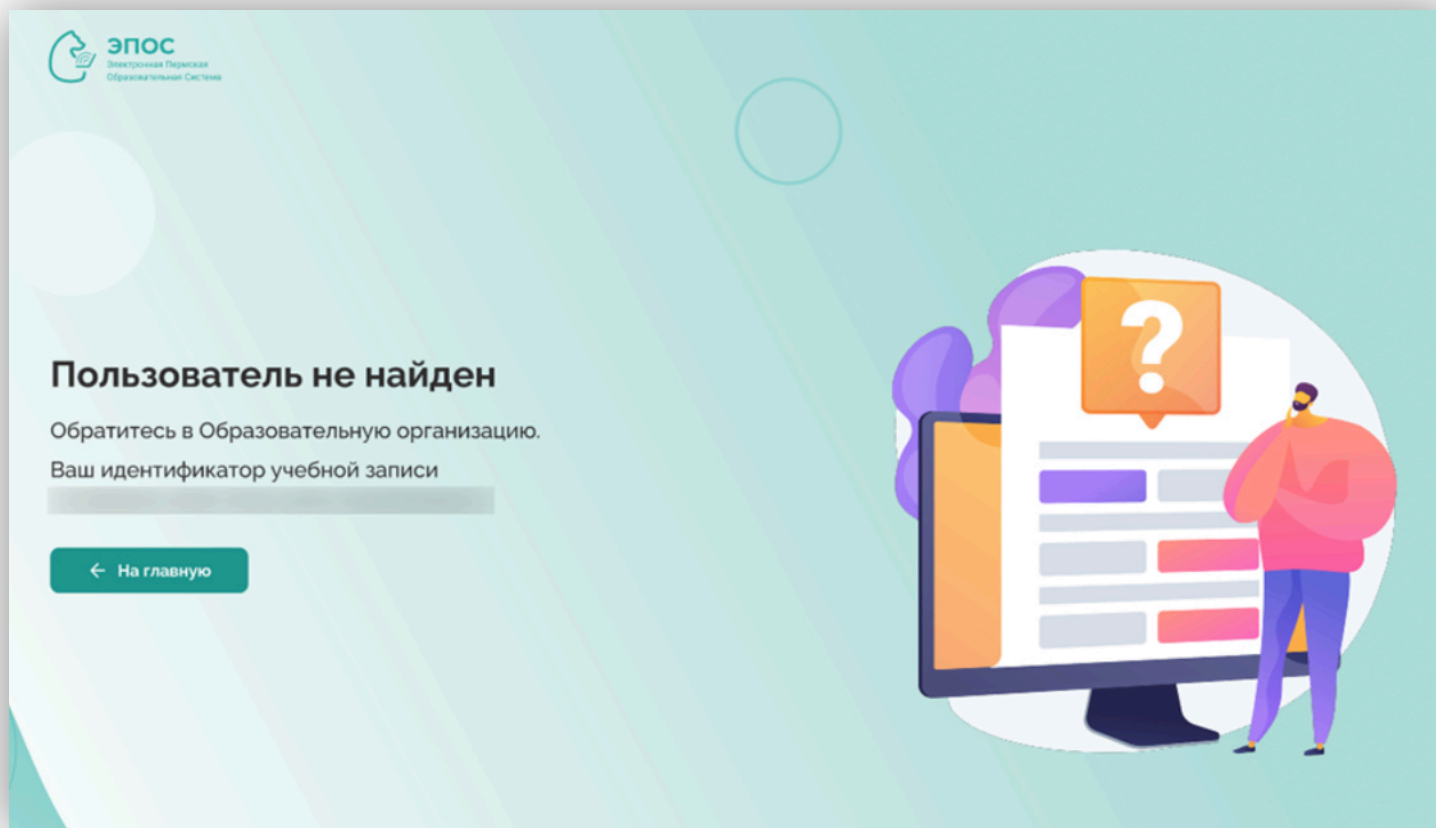 ЭПОС
Электронная Пермская
Образовательная Система
Пользователь не найден
Обратитесь в Образовательную организацию.
Ваш идентификатор учебной записи
← На главную
?